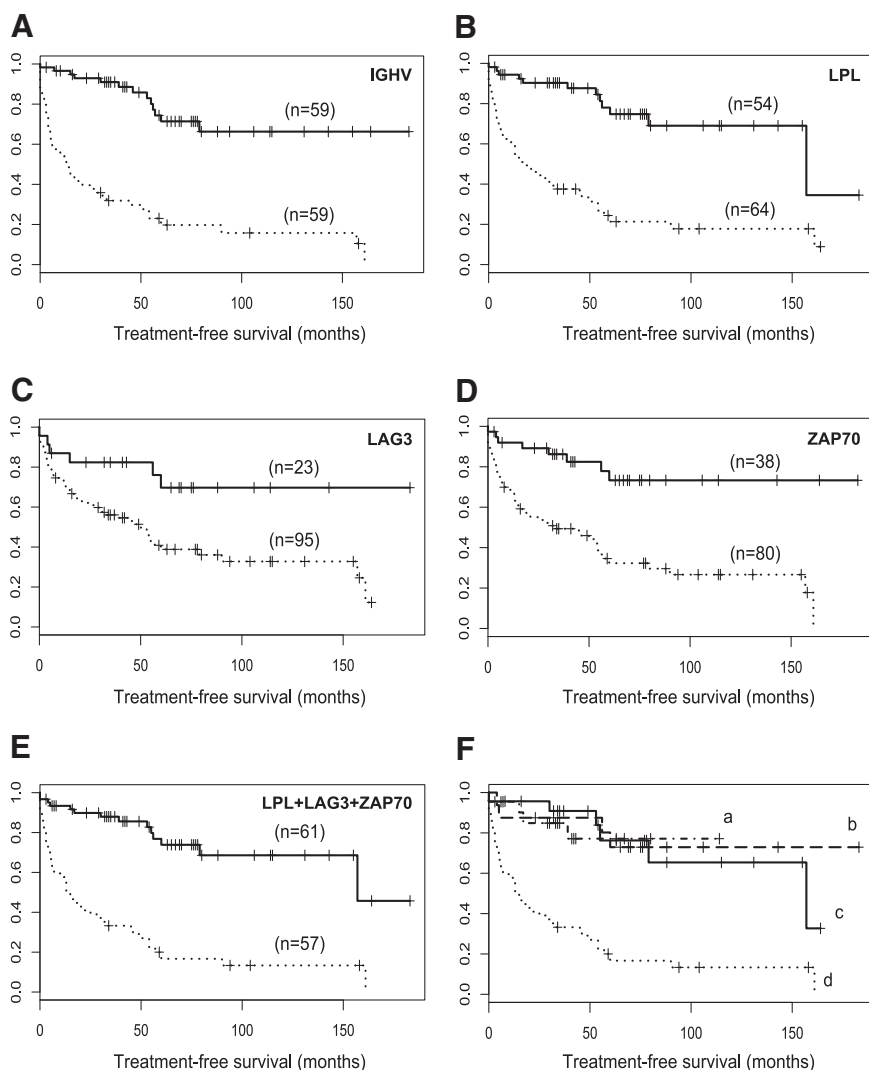 A
IGHV
(n=59)
(n=59)
0.0 0.2 0.4 0.6 0.8 1.0
0 50 100 150
Treatment-free survival (months)
B
LPL
(n=54)
(n=64)
0.0 0.2 0.4 0.6 0.8 1.0
0 50 100 150
Treatment-free survival (months)
C
LAG3
(n=23)
(n=95)
0.0 0.2 0.4 0.6 0.8 1.0
0 50 100 150
Treatment-free survival (months)
D
ZAP70
(n=38)
(n=80)
0.0 0.2 0.4 0.6 0.8 1.0
0 50 100 150
Treatment-free survival (months)
E
LPL+LAG3+ZAP70
(n=61)
(n=57)
0.0 0.2 0.4 0.6 0.8 1.0
0 50 100 150
Treatment-free survival (months)
F
a
b
c
d
0.0 0.2 0.4 0.6 0.8 1.0
0 50 100 150
Treatment-free survival (months)